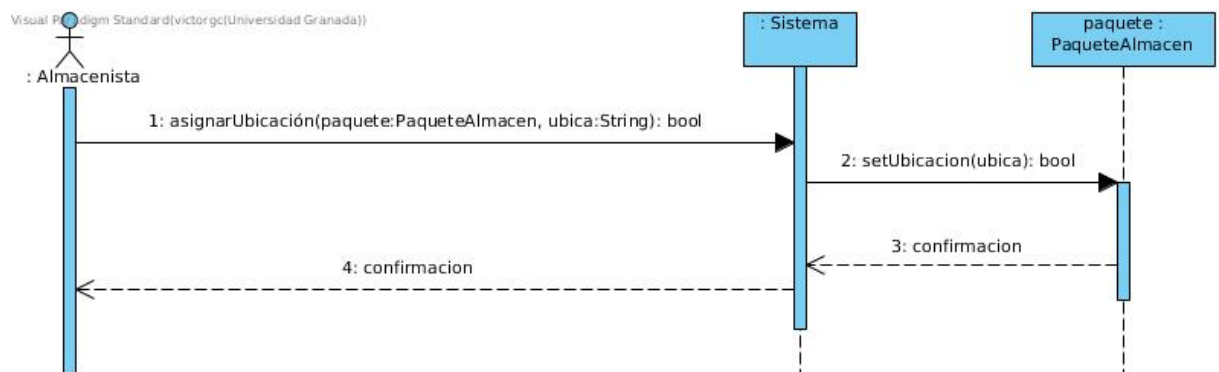 Visual Paradigm Standard(victorgc(Universidad Granada))
: Almacenista
: Sistema
paquete :
PaqueteAlmacen
1: asignarUbicación(paquete:PaqueteAlmacen, ubica:String): bool
2: setUbicacion(ubica): bool
3: confirmacion
4: confirmacion